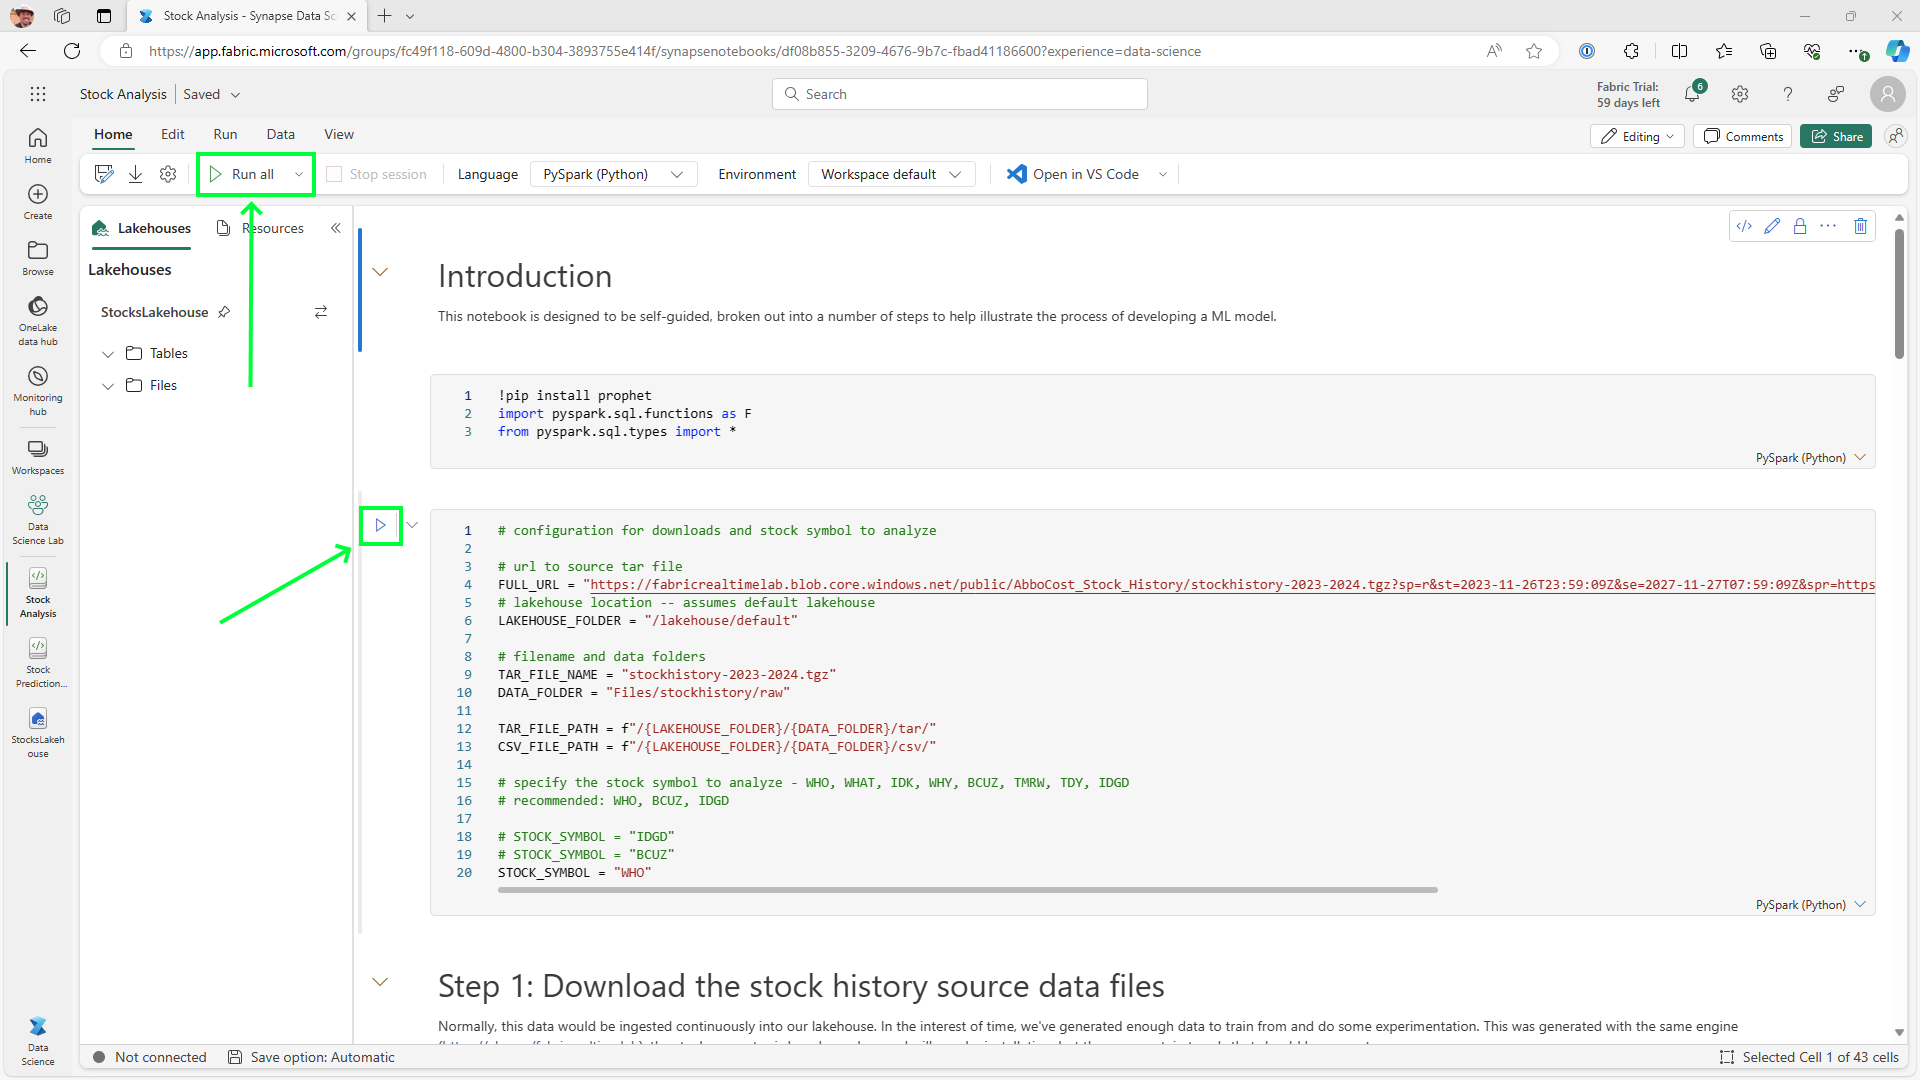 Stock Analysis - Synapse Data Sc
https://app.fabric.microsoft.com/groups/fc49f118-609d-4800-b304-3893755e414f/synapsenotebooks/df08b855-3209-4676-9b7c-fbad41186600?experience=data-science
Stock Analysis
Saved
Search
Fabric Trial:
59 days left
6
Home
Edit
Run
Data
View
Editing
Comments
Share
Run all
Stop session
Language
PySpark (Python)
Environment
Workspace default
Open in VS Code
Home
Create
Browse
OneLake
data hub
Monitoring
hub
Workspaces
Data
Science Lab
Stock
Analysis
Stock
Prediction...
StocksLakeh
ouse
Data
Science
Lakehouses
Resources
Lakehouses
StocksLakehouse
Tables
Files
Introduction
This notebook is designed to be self-guided, broken out into a number of steps to help illustrate the process of developing a ML model.
1 !pip install prophet
2 import pyspark.sql.functions as F
3 from pyspark.sql.types import *
PySpark (Python)
1 # configuration for downloads and stock symbol to analyze
2
3 # url to source tar file
4 FULL_URL = "https://fabricrealtimelab.blob.core.windows.net/public/AbboCost_Stock_History/stockhistory-2023-2024.tgz?sp=r&st=2023-11-26T23:59:09Z&se=2027-11-27T07:59:09Z&spr=https
5 # lakehouse location -- assumes default lakehouse
6 LAKEHOUSE_FOLDER = "/lakehouse/default"
7
8 # filename and data folders
9 TAR_FILE_NAME = "stockhistory-2023-2024.tgz"
10 DATA_FOLDER = "Files/stockhistory/raw"
11
12 TAR_FILE_PATH = f"/{LAKEHOUSE_FOLDER}/{DATA_FOLDER}/tar/"
13 CSV_FILE_PATH = f"/{LAKEHOUSE_FOLDER}/{DATA_FOLDER}/csv/"
14
15 # specify the stock symbol to analyze - WHO, WHAT, IDK, WHY, BCUZ, TMRW, TDY, IDGD
16 # recommended: WHO, BCUZ, IDGD
17
18 # STOCK_SYMBOL = "IDGD"
19 # STOCK_SYMBOL = "BCUZ"
20 STOCK_SYMBOL = "WHO"
PySpark (Python)
Step 1: Download the stock history source data files
Normally, this data would be ingested continuously into our lakehouse. In the interest of time, we've generated enough data to train from and do some experimentation. This was generated with the same engine
Not connected
Save option: Automatic
Selected Cell 1 of 43 cells